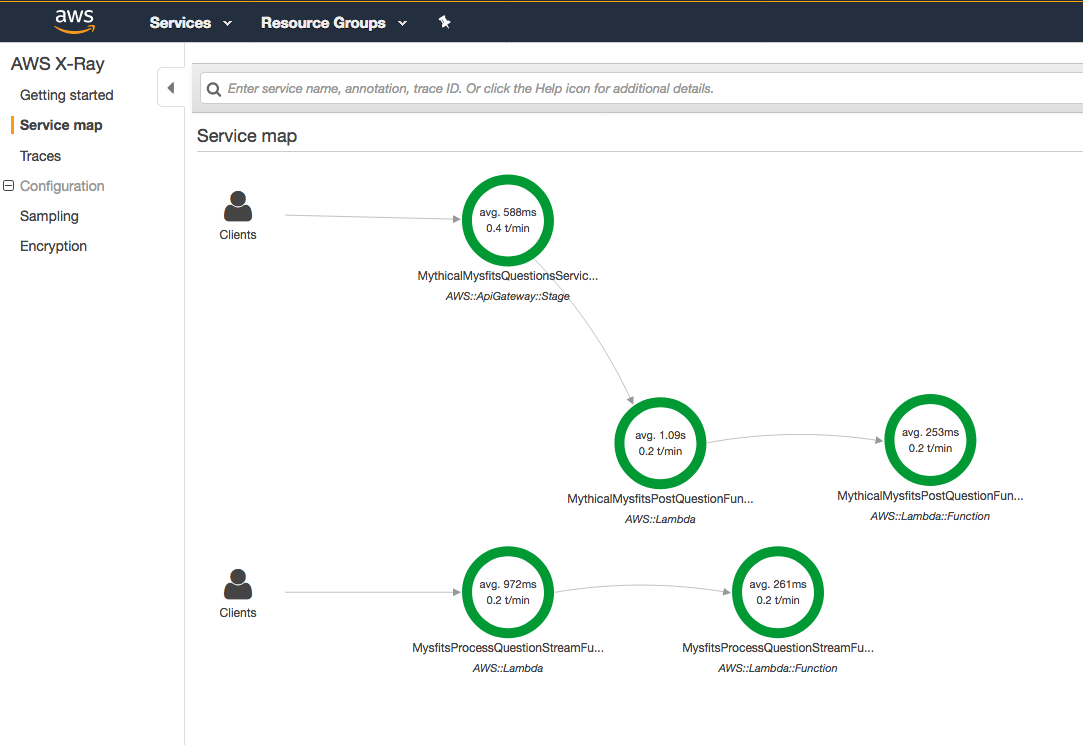 aws
Services
Resource Groups
AWS X-Ray
Getting started
Service map
Traces
Configuration
Sampling
Encryption
Enter service name, annotation, trace ID. Or click the Help icon for additional details.
Service map
Clients
avg. 588ms
0.4 t/min
MythicalMysfitsQuestionsServic...
AWS::ApiGateway::Stage
avg. 1.09s
0.2 t/min
MythicalMysfitsPostQuestionFun...
AWS::Lambda
avg. 253ms
0.2 t/min
MythicalMysfitsPostQuestionFun...
AWS::Lambda::Function
Clients
avg. 972ms
0.2 t/min
MysfitsProcessQuestionStreamFu...
AWS::Lambda
avg. 261ms
0.2 t/min
MysfitsProcessQuestionStreamFu...
AWS::Lambda::Function